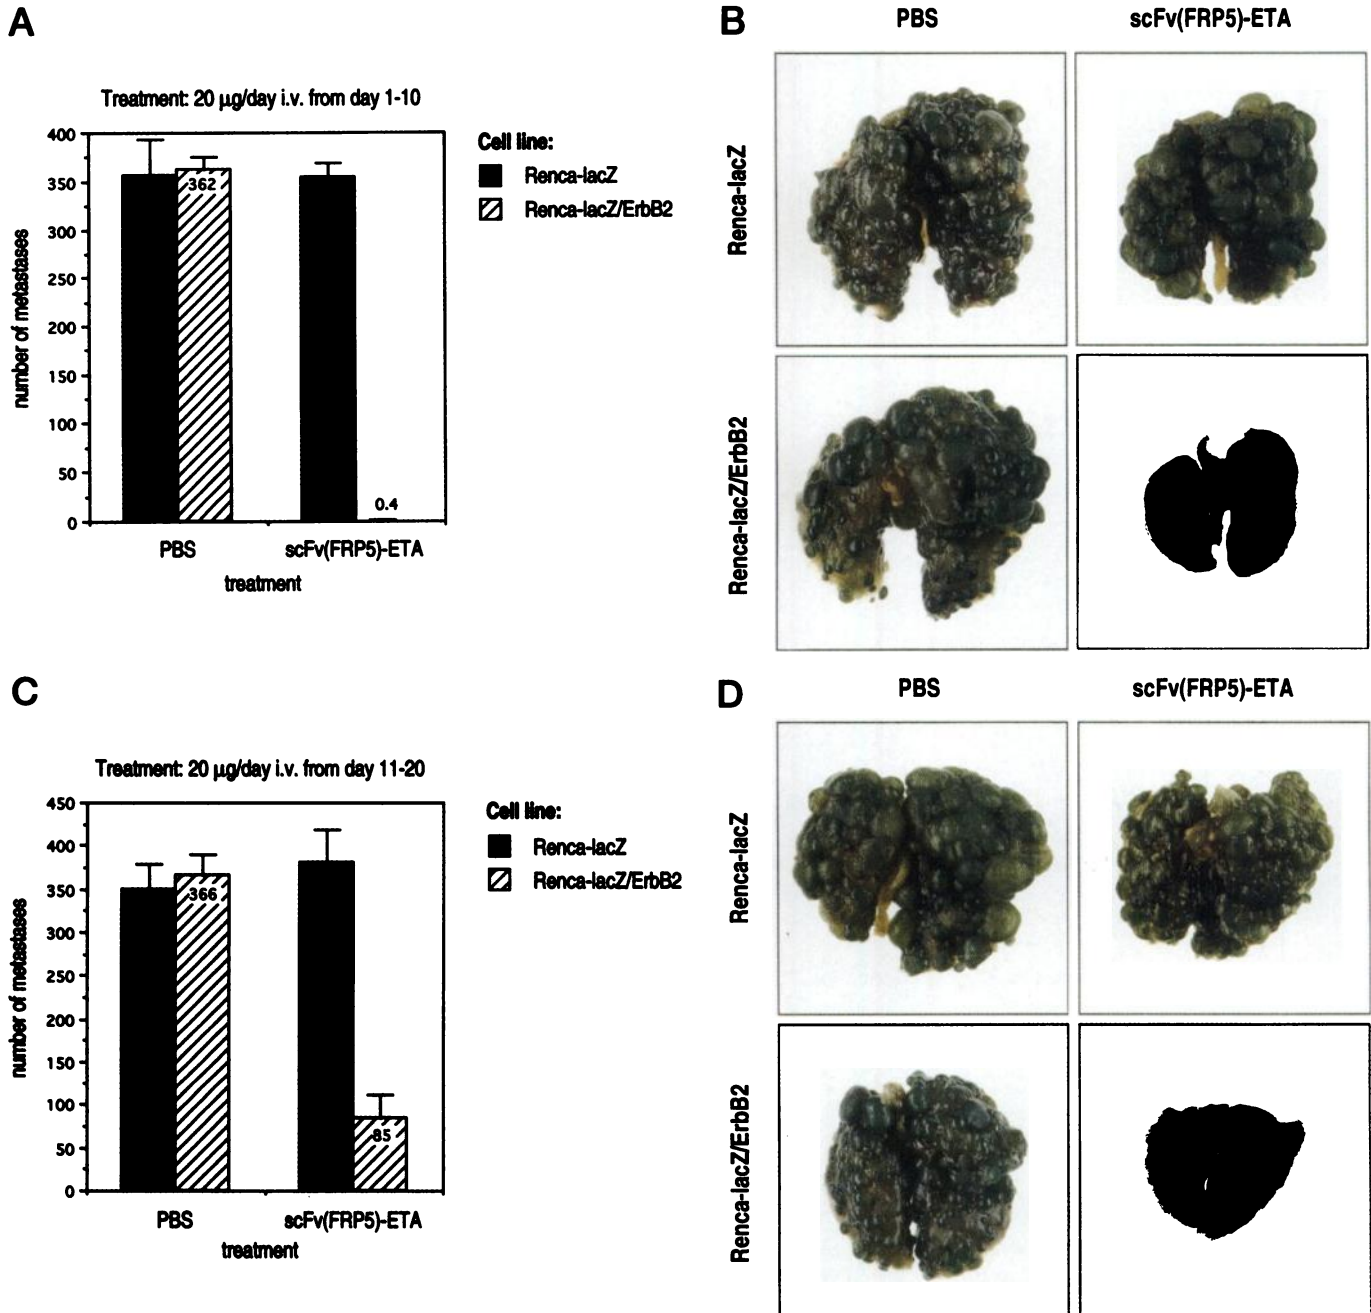 A
Treatment: 20 µg/day i.v. from day 1-10
400
350
300
250
200
150
100
50
0
number of metastases
362
0.4
PBS scFv(FRP5)-ETA
treatment
Cell line:
Renca-lacZ
Renca-lacZ/ErbB2
B
PBS scFv(FRP5)-ETA
Renca-lacZ
Renca-lacZ/ErbB2
C
Treatment: 20 µg/day i.v. from day 11-20
450
400
350
300
250
200
150
100
50
0
number of metastases
366
85
PBS scFv(FRP5)-ETA
treatment
Cell line:
Renca-lacZ
Renca-lacZ/ErbB2
D
PBS scFv(FRP5)-ETA
Renca-lacZ
Renca-lacZ/ErbB2